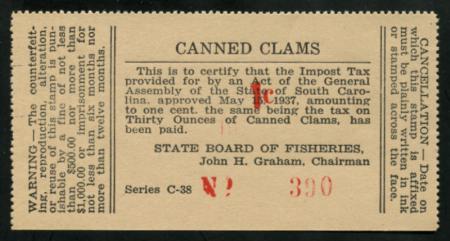 WARNING — The counterfeit-
ing, reproduction, alteration,
or reuse of this stamp is pun-
ishable by a fine of not less
than $500.00 nor more than
$1,000.00 or imprisonment for
not less than six months nor
more than twelve months.
CANNED CLAMS
This is to certify that the Impost Tax
provided for by an Act of the General
Assembly of the State of South Caro-
lina. approved May 1937, amounting
to one cent. the same being the tax on
Thirty Ounces of Canned Clams, has
been paid.
1c
STATE BOARD OF FISHERIES,
John H. Graham, Chairman
Series C-38 Nº 390
CANCELLATION — Date on
which this stamp is affixed
must be plainly written in ink
or stamped across the face.